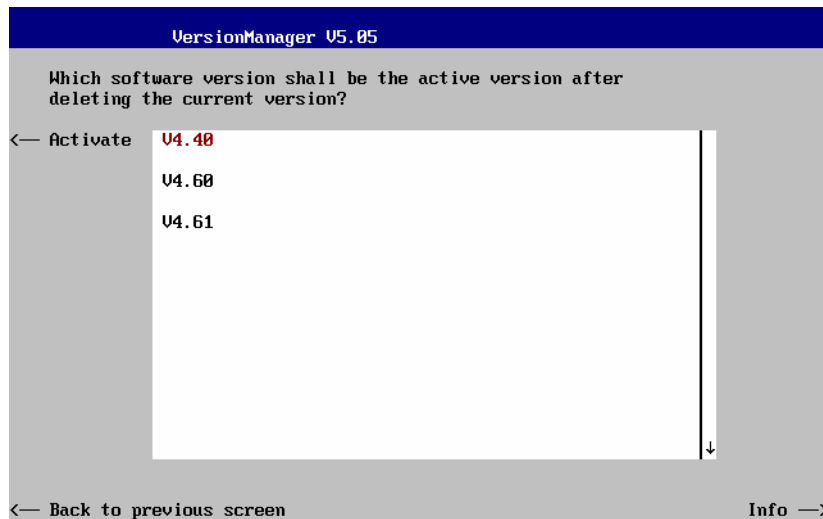 VersionManager V5.05
Which software version shall be the active version after
deleting the current version?
<── Activate
V4.40
V4.60
V4.61
↓
<── Back to previous screen
Info ──>